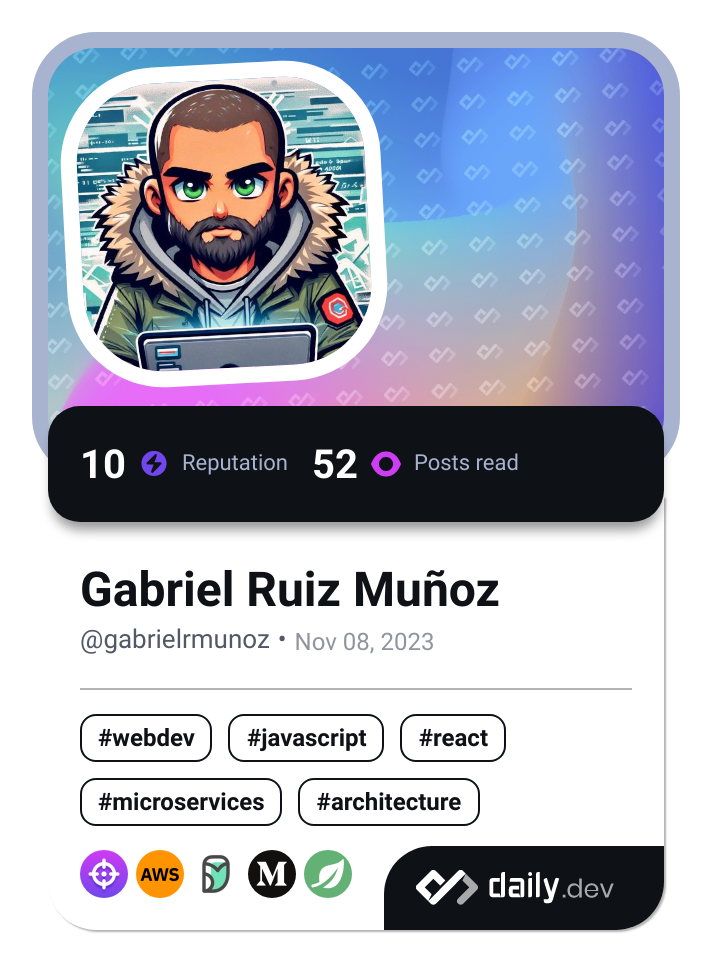 10 Reputation 52 Posts read
Gabriel Ruiz Muñoz
@gabrielrmunoz • Nov 08, 2023
#webdev #javascript #react
#microservices #architecture
AWS M daily.dev